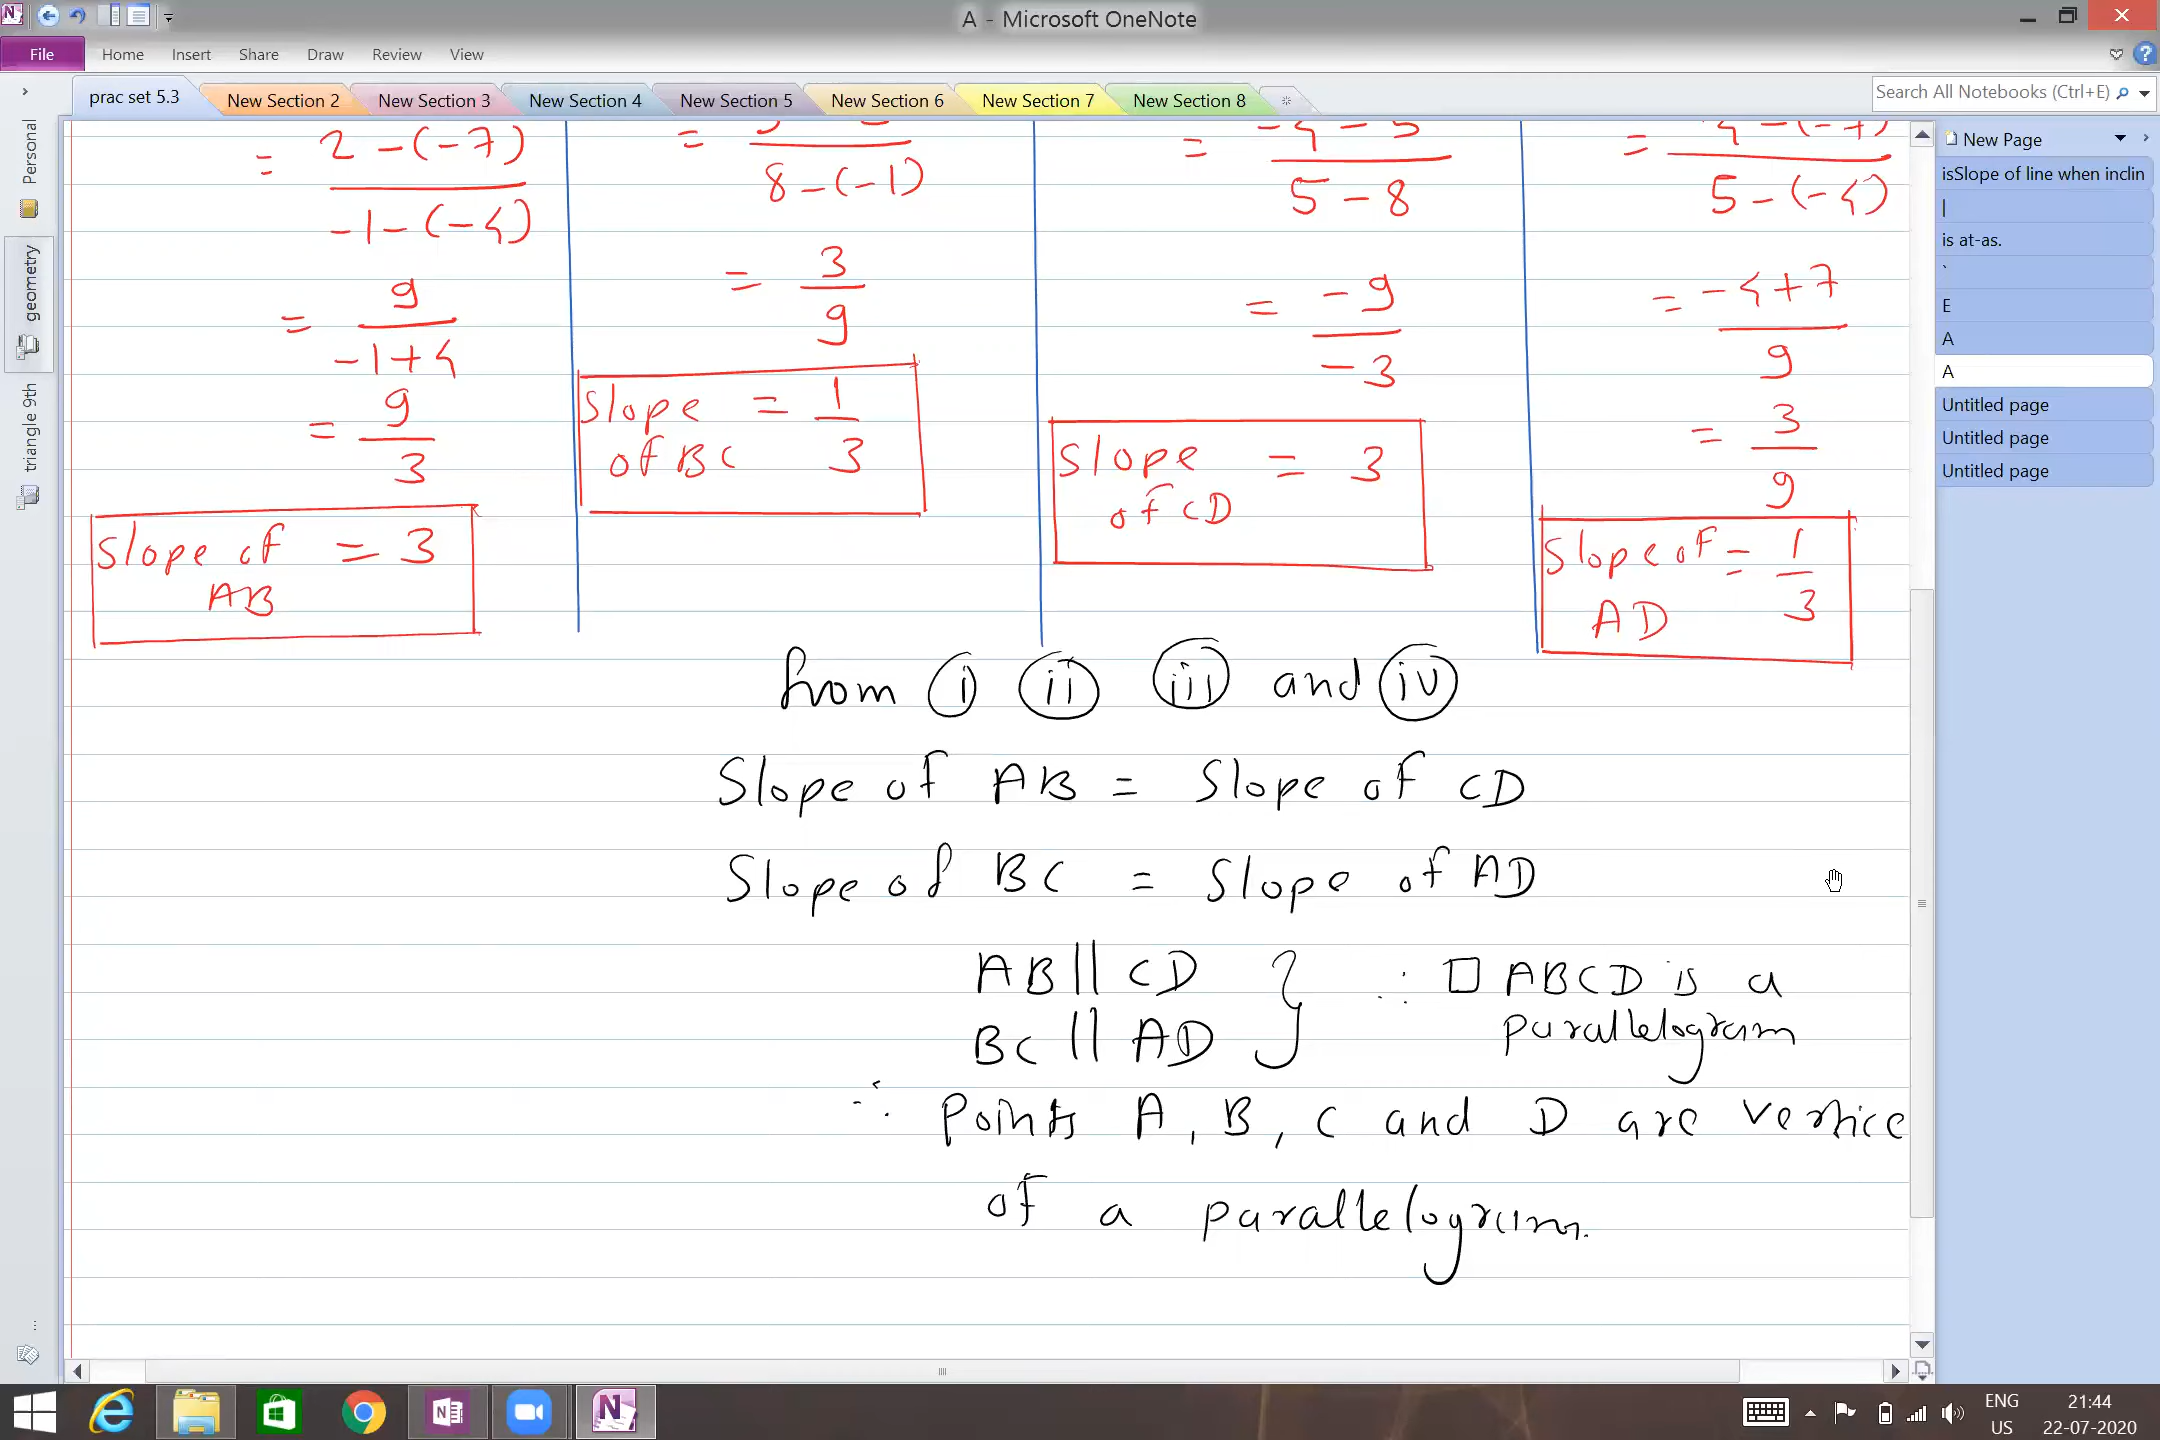 A - Microsoft OneNote
File Home Insert Share Draw Review View
prac set 5.3 New Section 2 New Section 3 New Section 4 New Section 5 New Section 6 New Section 7 New Section 8
Search All Notebooks (Ctrl+E)
Personal
geometry
triangle 9th
New Page
isSlope of line when inclin
|
is at-as.
`
E
A
A
Untitled page
Untitled page
Untitled page
= 2 - (-7)
-1 - (-4)
= 9
-1+4
= 9
3
Slope of = 3
AB
=
8 - (-1)
= 3
9
Slope = 1
of BC 3
= -4 - 5
5 - 8
= -9
-3
Slope = 3
of CD
= -4 - (-7)
5 - (-4)
= -4+7
9
= 3
9
Slope of = 1
AD 3
from (i) (ii) (iii) and (iv)
Slope of AB = Slope of CD
Slope of BC = Slope of AD
AB || CD } ∴ □ ABCD is a
BC || AD parallelogram
∴ Points A, B, C and D are vertice
of a parallelogram.
ENG 21:44
US 22-07-2020